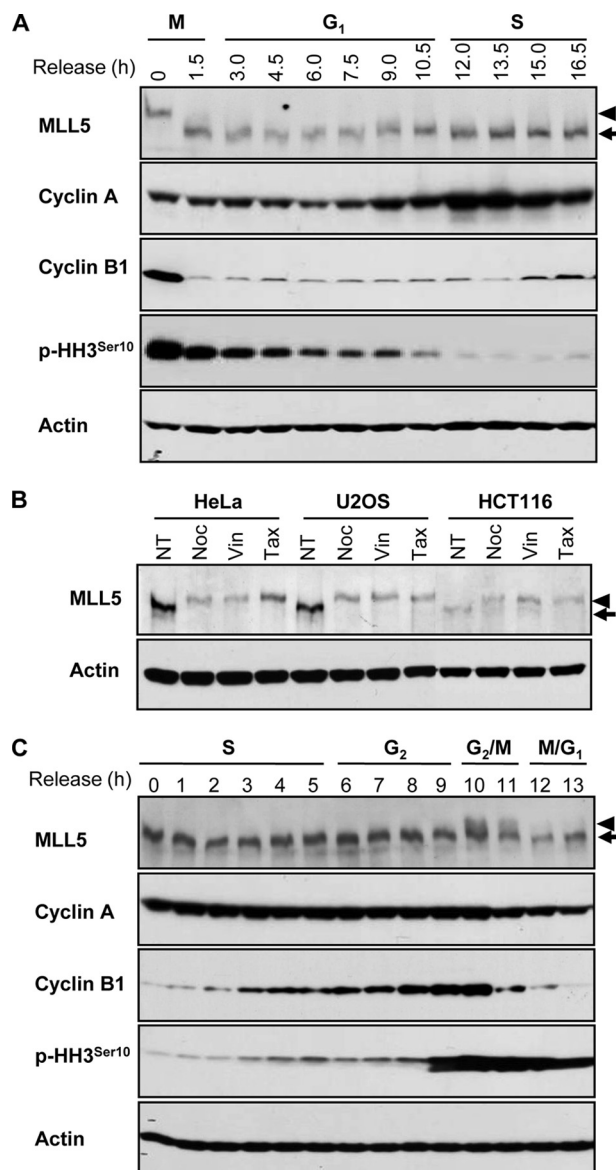 A
M G₁ S
Release (h) 0 1.5 3.0 4.5 6.0 7.5 9.0 10.5 12.0 13.5 15.0 16.5
MLL5
Cyclin A
Cyclin B1
p-HH3ˢᵉʳ¹⁰
Actin
B
HeLa U2OS HCT116
NT Noc Vin Tax NT Noc Vin Tax NT Noc Vin Tax
MLL5
Actin
C
S G₂ G₂/M M/G₁
Release (h) 0 1 2 3 4 5 6 7 8 9 10 11 12 13
MLL5
Cyclin A
Cyclin B1
p-HH3ˢᵉʳ¹⁰
Actin